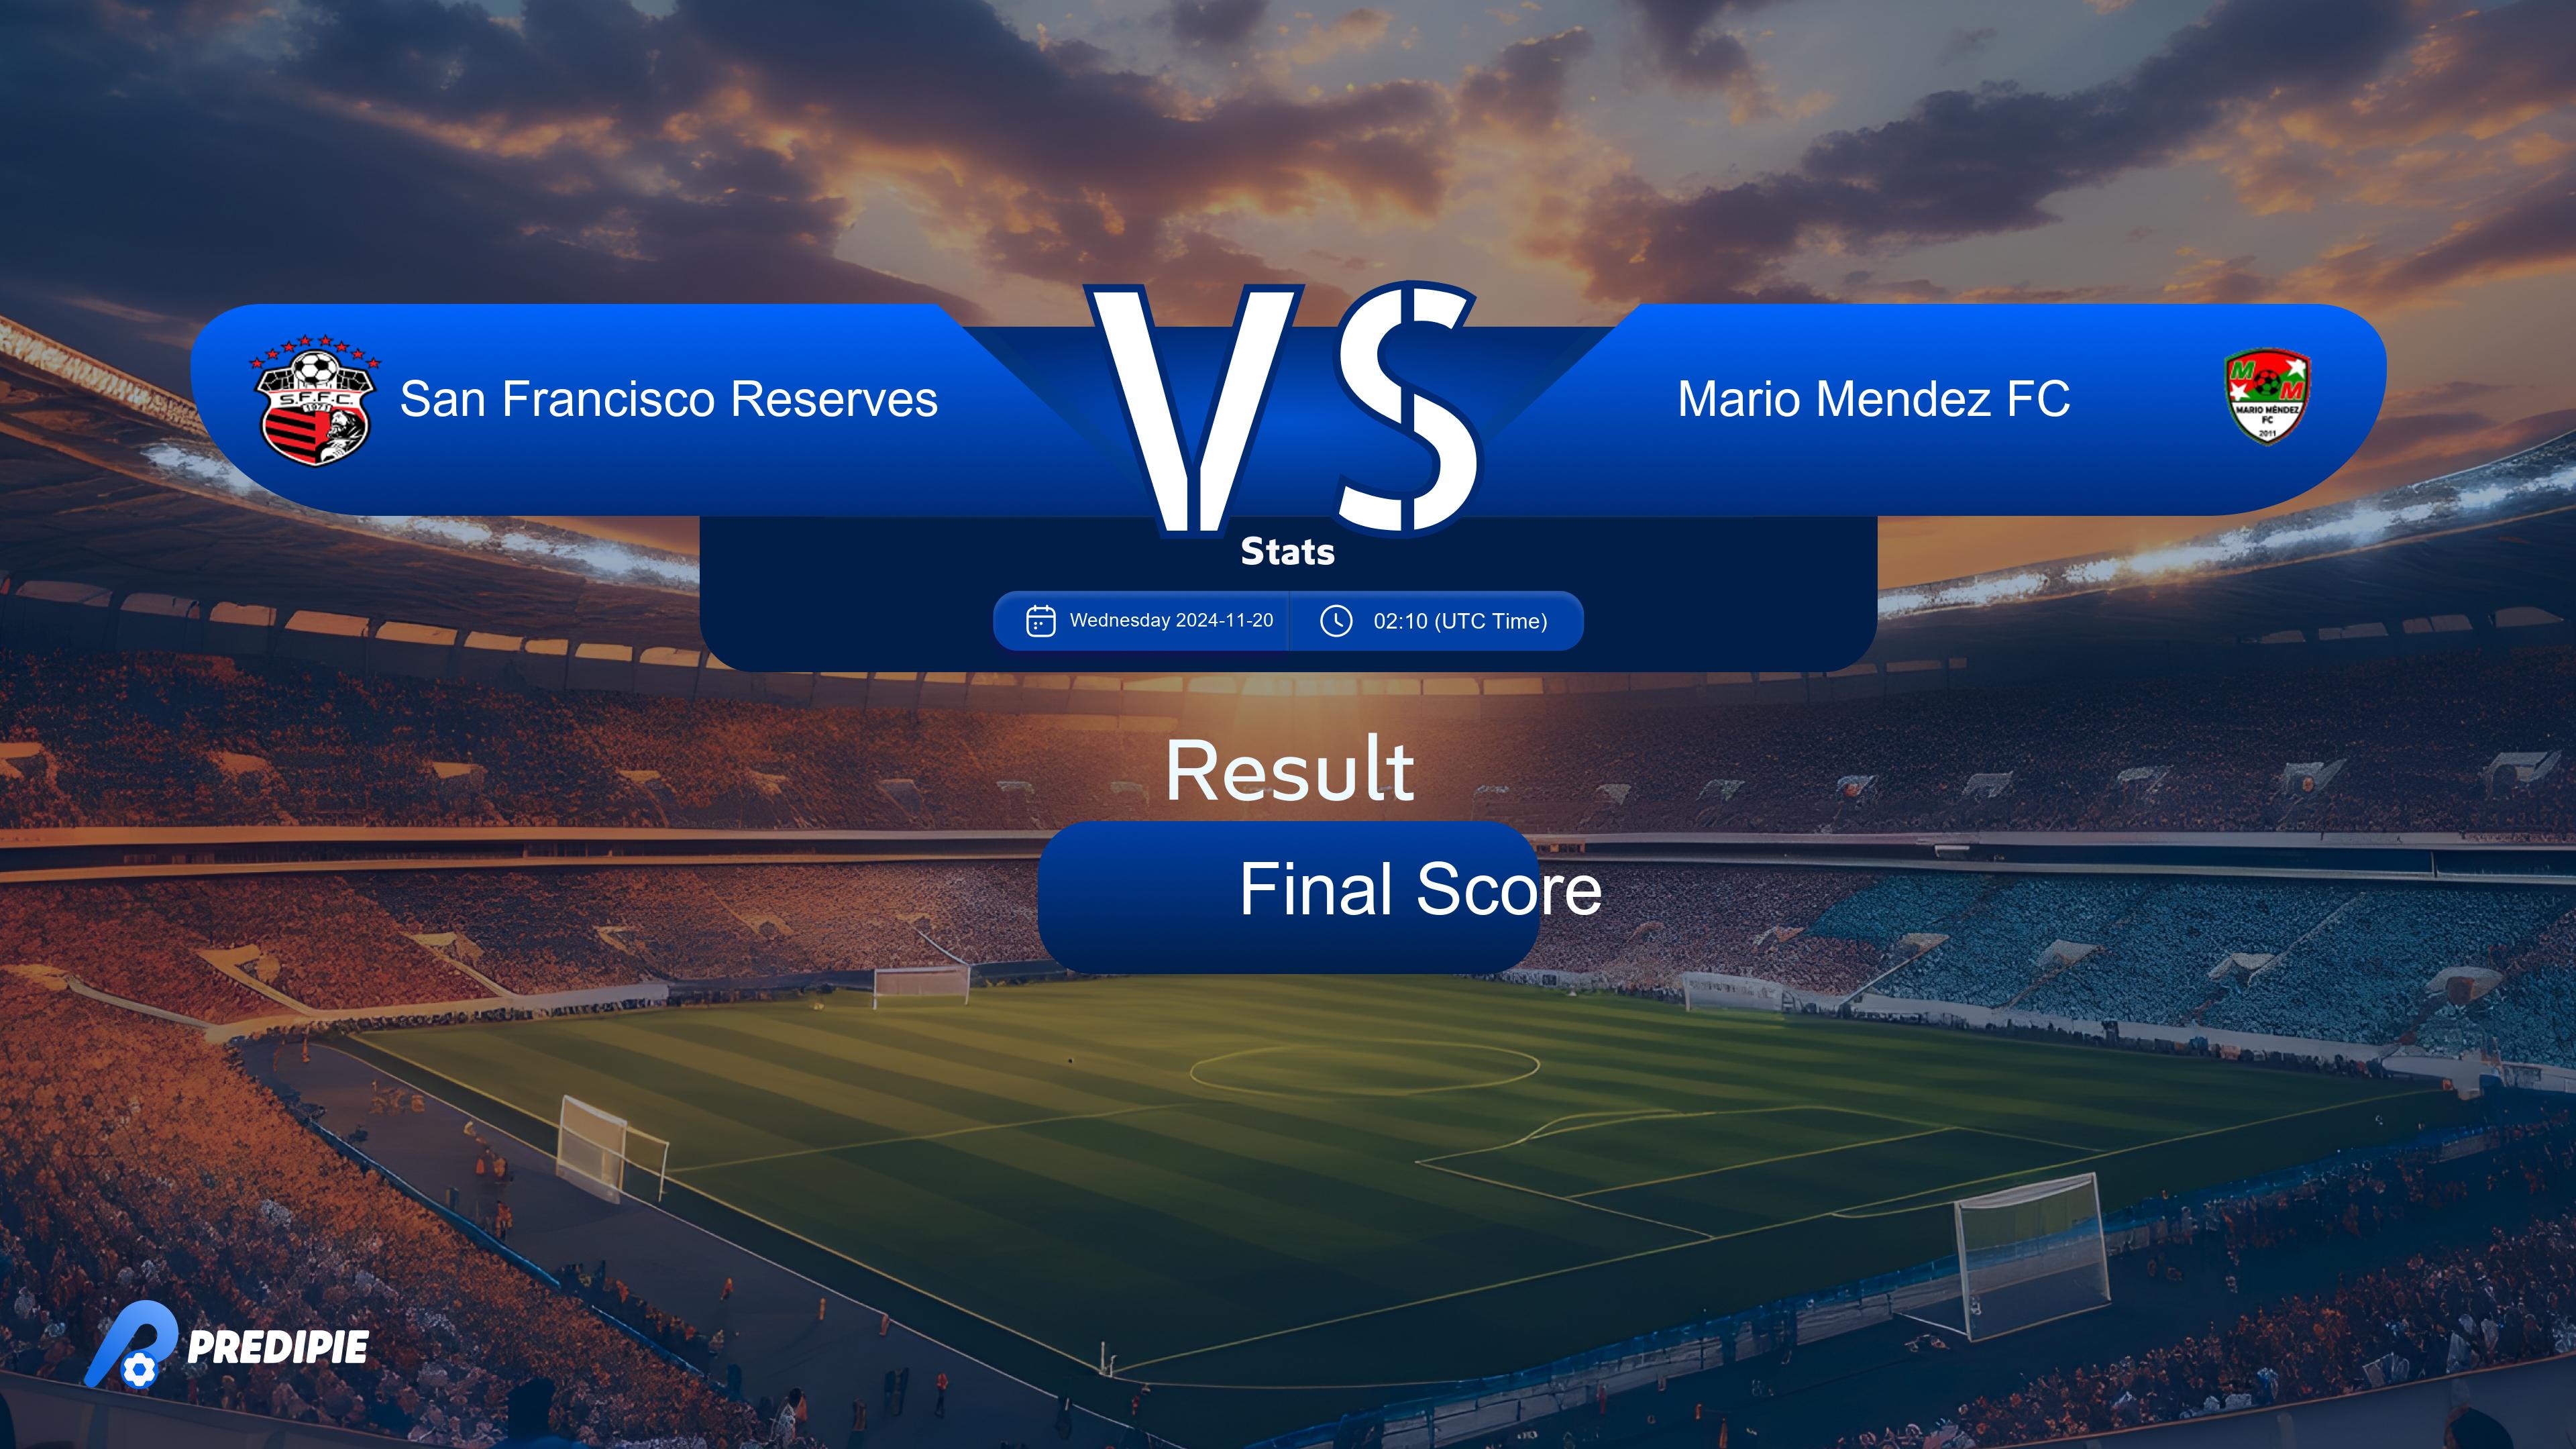 S.F.F.C.
1971
San Francisco Reserves
VS
Mario Mendez FC
M
M
MARIO MÉNDEZ
FC
2011
Stats
Wednesday 2024-11-20
02:10 (UTC Time)
Result
Final Score
PREDIPIE